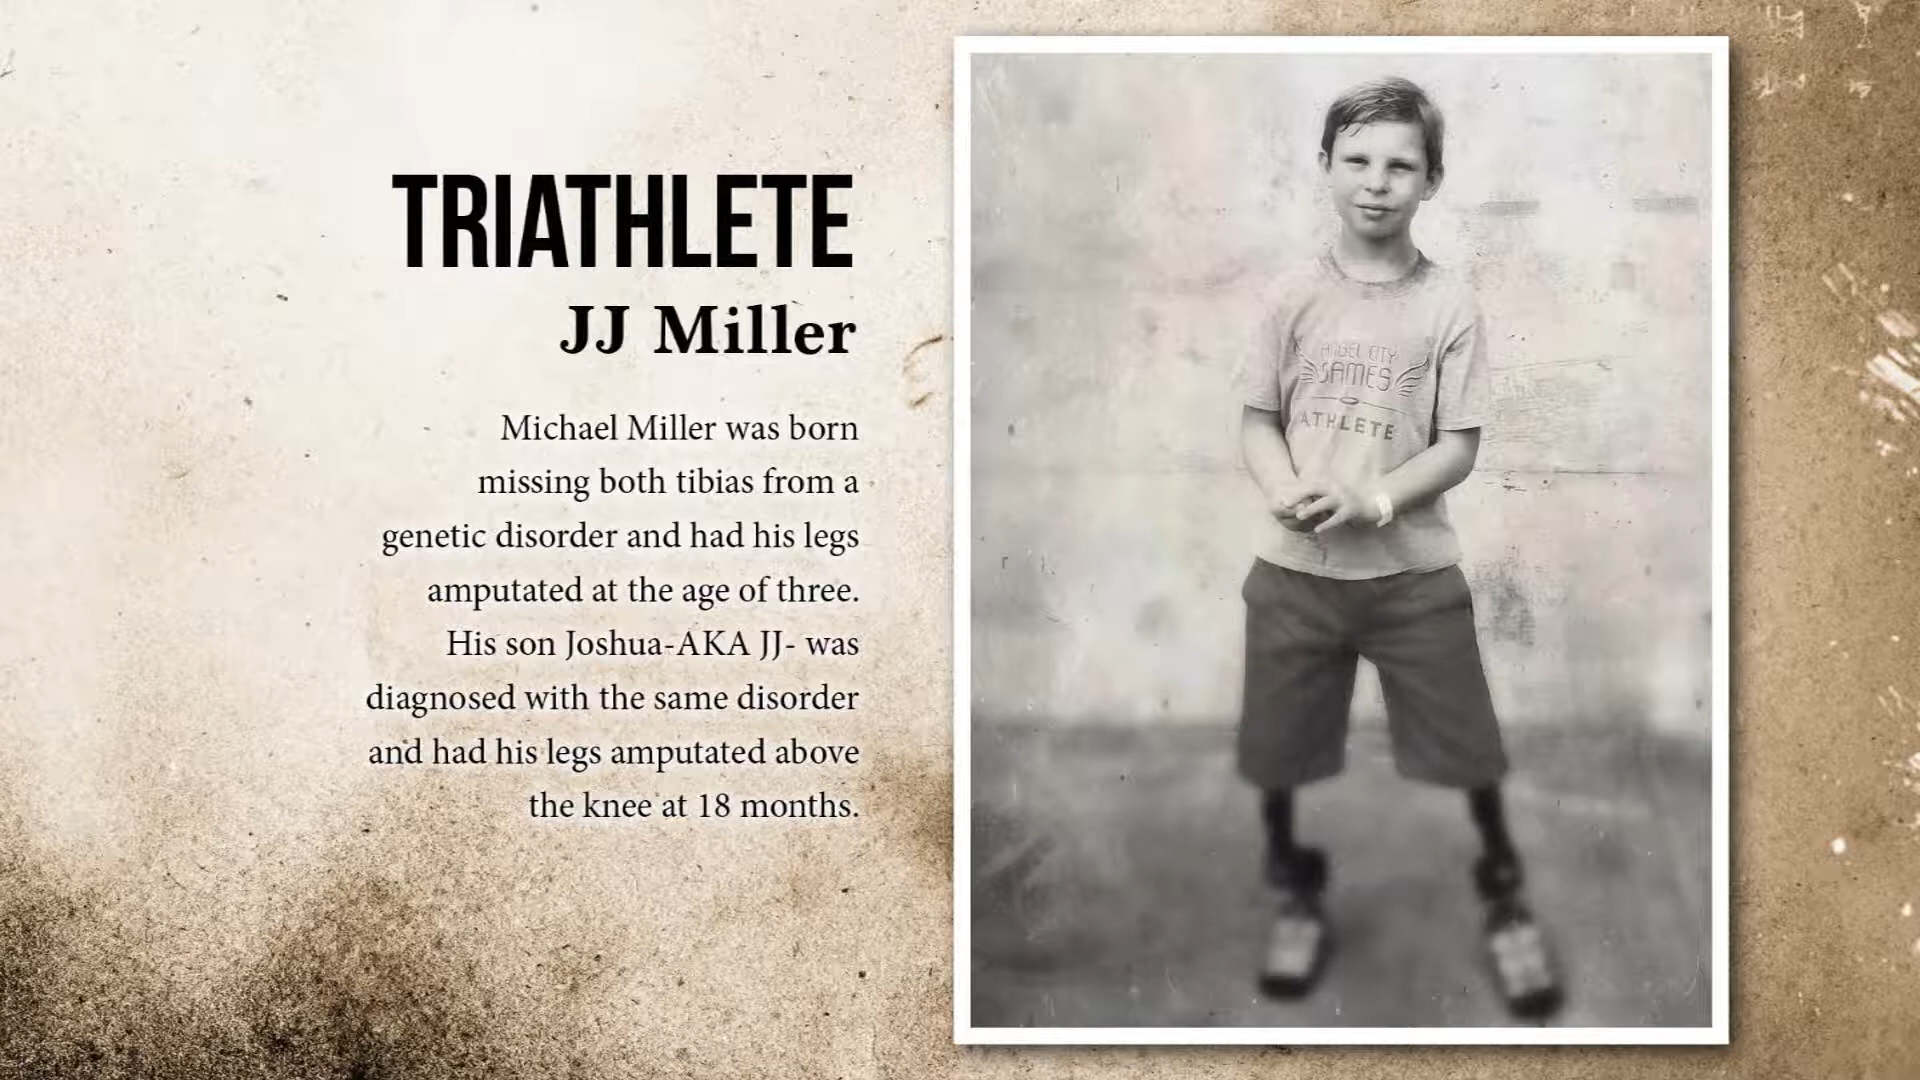 TRIATHLETE
JJ Miller
Michael Miller was born
missing both tibias from a
genetic disorder and had his legs
amputated at the age of three.
His son Joshua-AKA JJ- was
diagnosed with the same disorder
and had his legs amputated above
the knee at 18 months.
ANGEL CITY
GAMES
ATHLETE